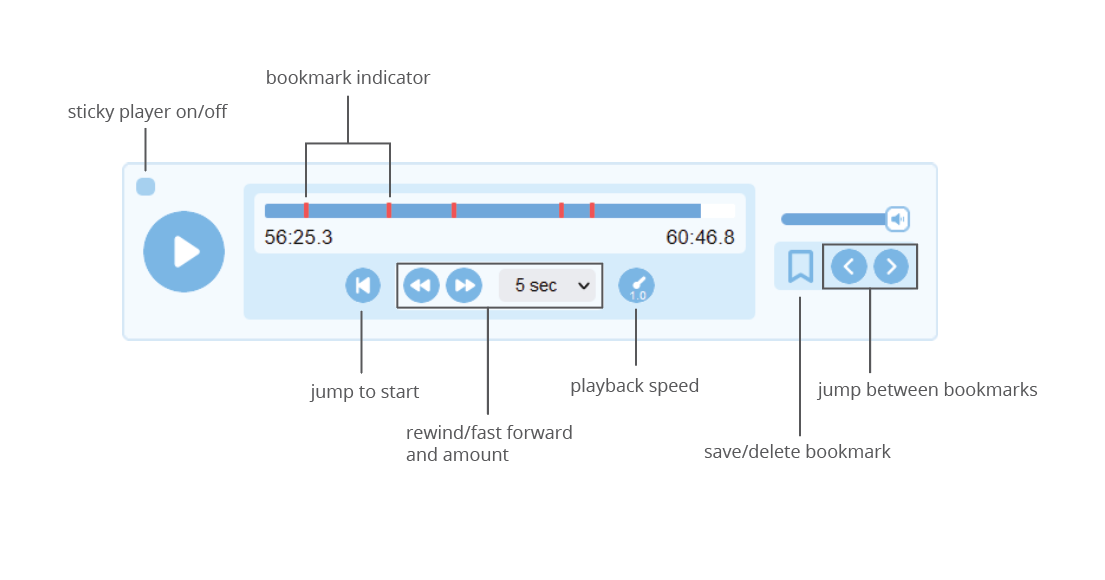 bookmark indicator
sticky player on/off
56:25.3
60:46.8
5 sec
1.0
jump to start
playback speed
jump between bookmarks
rewind/fast forward
and amount
save/delete bookmark